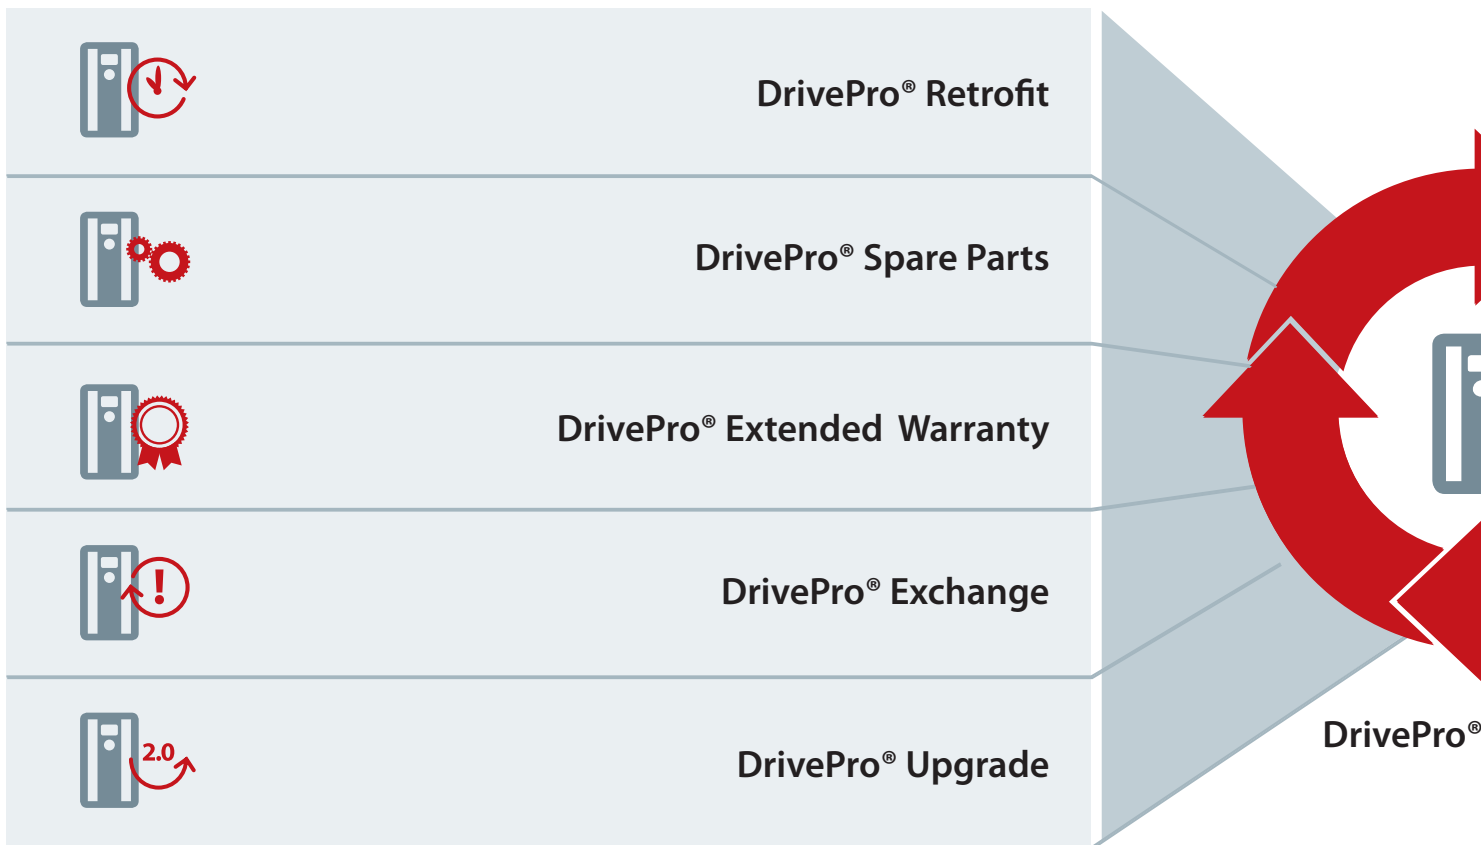 DrivePro® Retrofit
DrivePro® Spare Parts
DrivePro® Extended Warranty
!
DrivePro® Exchange
DrivePro®
2.0
DrivePro® Upgrade